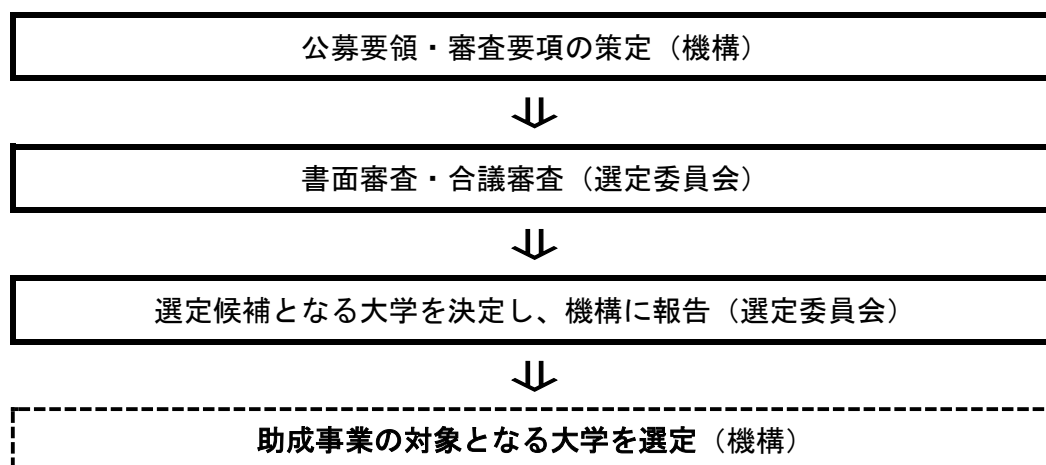 公募要領・審査要項の策定（機構）
⇓
書面審査・合議審査（選定委員会）
⇓
選定候補となる大学を決定し、機構に報告（選定委員会）
⇓
助成事業の対象となる大学を選定（機構）